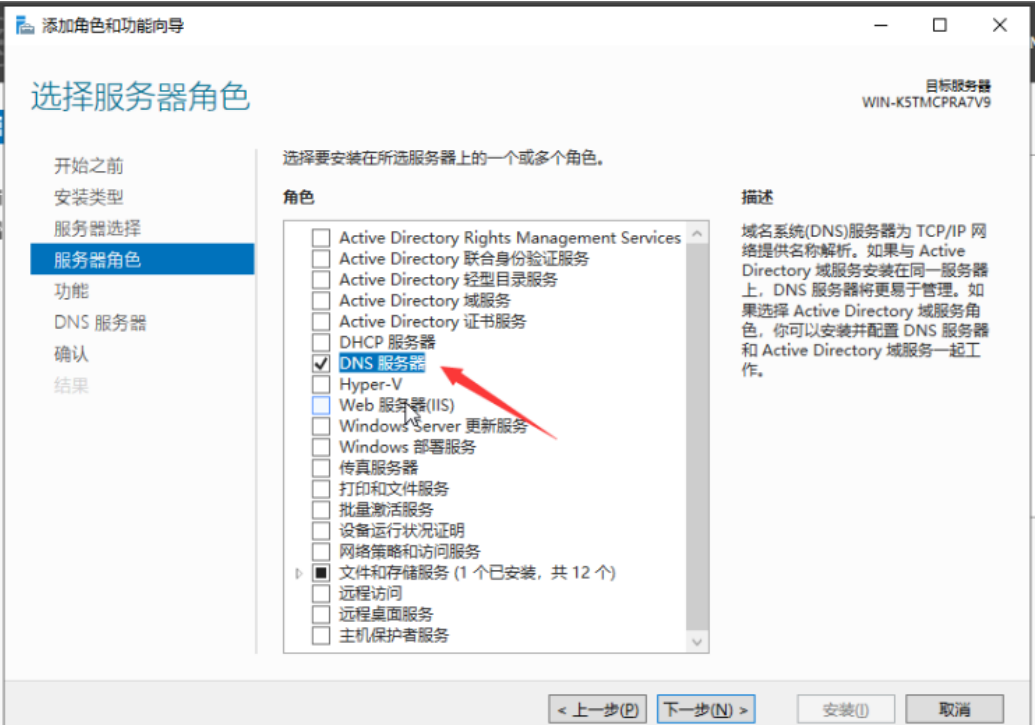 添加角色和功能向导
选择服务器角色
目标服务器
WIN-K5TMCPRA7V9
开始之前
安装类型
服务器选择
服务器角色
功能
DNS 服务器
确认
结果
选择要安装在所选服务器上的一个或多个角色。
角色
Active Directory Rights Management Services
Active Directory 联合身份验证服务
Active Directory 轻型目录服务
Active Directory 域服务
Active Directory 证书服务
DHCP 服务器
DNS 服务器
Hyper-V
Web 服务器(IIS)
Windows Server 更新服务
Windows 部署服务
传真服务器
打印和文件服务
批量激活服务
设备运行状况证明
网络策略和访问服务
文件和存储服务 (1 个已安装，共 12 个)
远程访问
远程桌面服务
主机保护者服务
描述
域名系统(DNS)服务器为 TCP/IP 网
络提供名称解析。如果与 Active
Directory 域服务安装在同一服务器
上，DNS 服务器将更易于管理。如
果选择 Active Directory 域服务角
色，你可以安装并配置 DNS 服务器
和 Active Directory 域服务一起工
作。
< 上一步(P)
下一步(N) >
安装(I)
取消